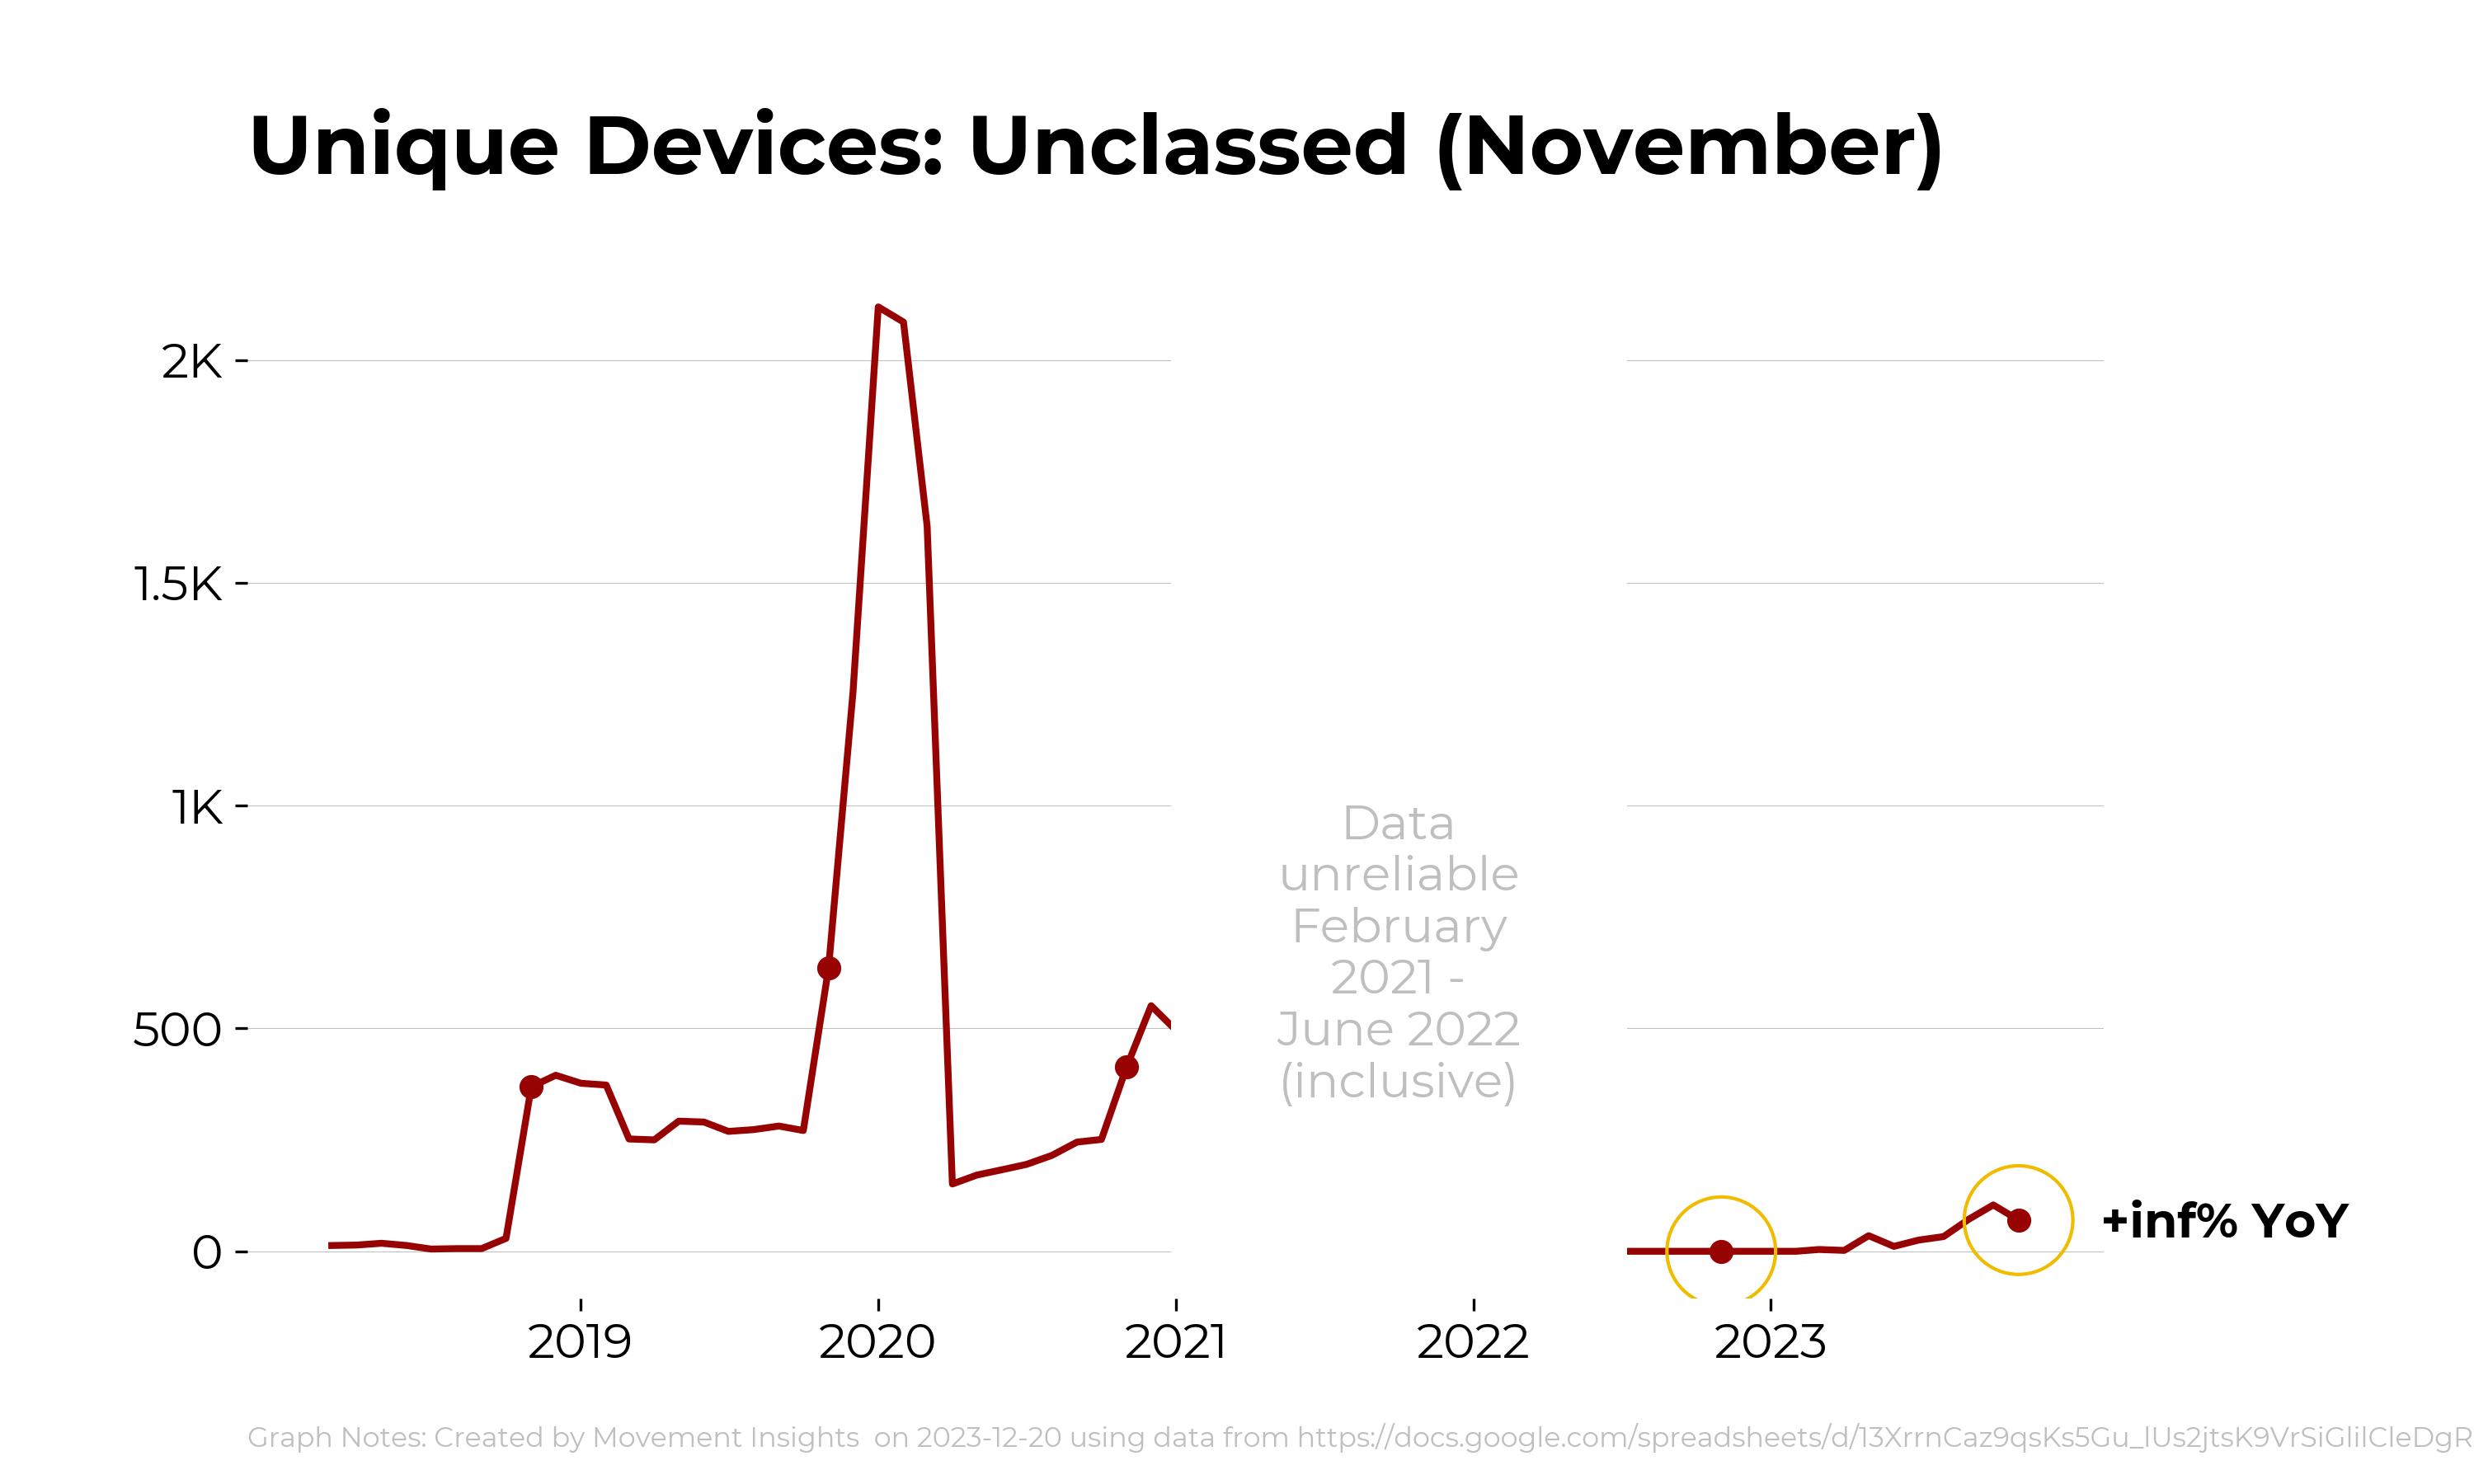 Unique Devices: Unclassed (November)
2K
1.5K
1K
500
0
Data
unreliable
February
2021 -
June 2022
(inclusive)
+inf% YoY
2019
2020
2021
2022
2023
Graph Notes: Created by Movement Insights on 2023-12-20 using data from https://docs.google.com/spreadsheets/d/13XrrnCaz9qsKs5Gu_lUs2jtsK9VrSiGlilCleDgR